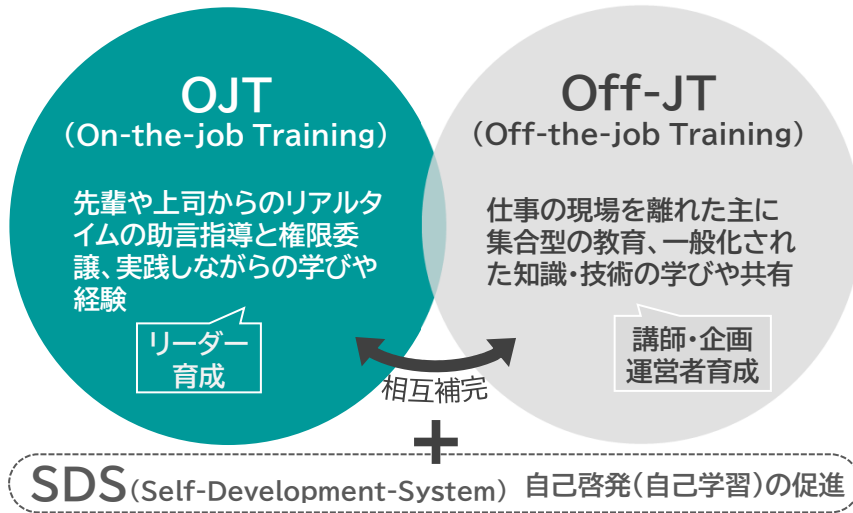 OJT
(On-the-job Training)
先輩や上司からのリアルタ
イムの助言指導と権限委
譲、実践しながらの学びや
経験
リーダー
育成
Off-JT
(Off-the-job Training)
仕事の現場を離れた主に
集合型の教育、一般化され
た知識・技術の学びや共有
講師・企画
運営者育成
相互補完
+
SDS(Self-Development-System) 自己啓発(自己学習)の促進